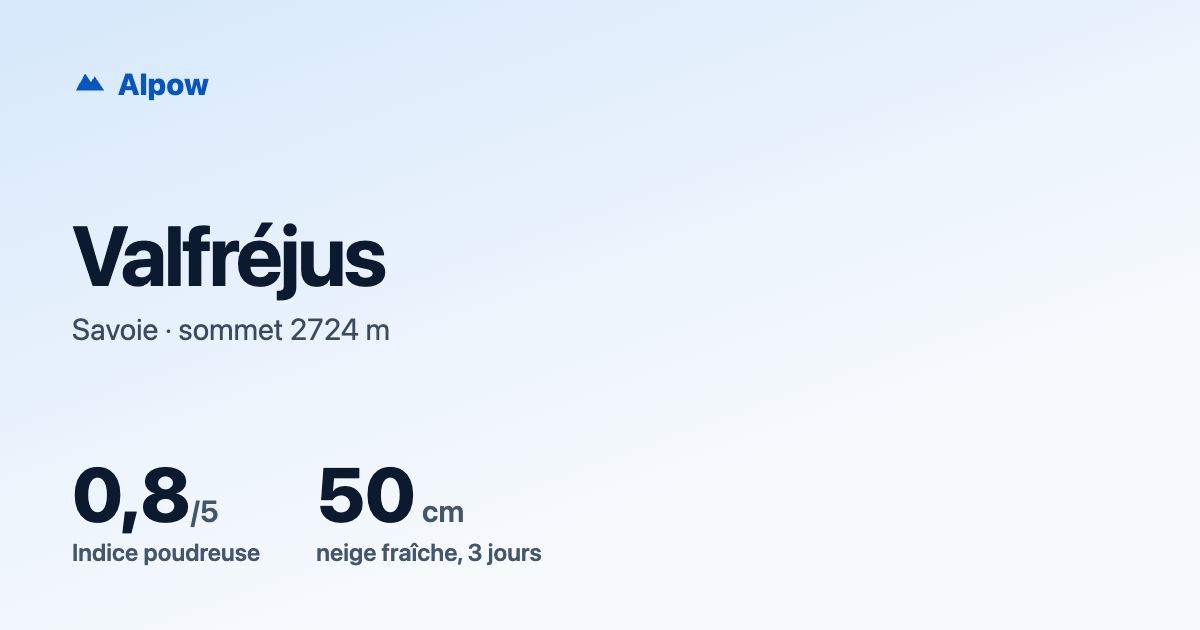 Alpow
Valfréjus
Savoie · sommet 2724 m
0,8/5
Indice poudreuse
50 cm
neige fraîche, 3 jours